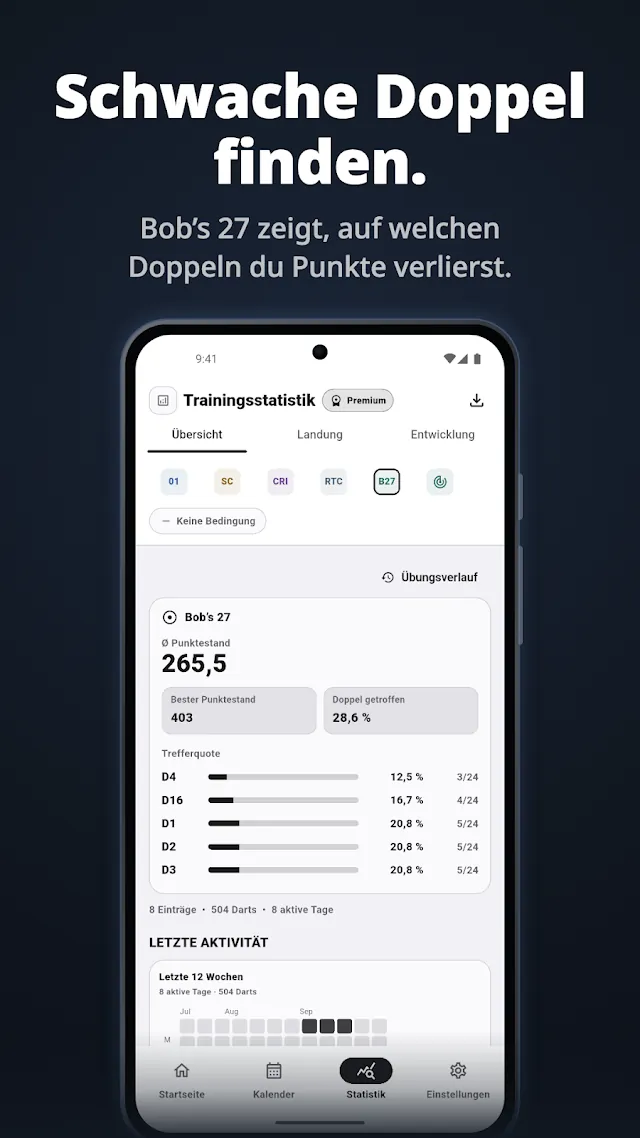 Schwache Doppel
finden.
Bob’s 27 zeigt, auf welchen
Doppeln du Punkte verlierst.
9:41
Trainingsstatistik Premium
Übersicht Landung Entwicklung
01 SC CRI RTC B27
Keine Bedingung
Übungsverlauf
Bob's 27
Ø Punktestand
265,5
Bester Punktestand Doppel getroffen
403 28,6 %
Trefferquote
D4 12,5 % 3/24
D16 16,7 % 4/24
D1 20,8 % 5/24
D2 20,8 % 5/24
D3 20,8 % 5/24
8 Einträge • 504 Darts • 8 aktive Tage
LETZTE AKTIVITÄT
Letzte 12 Wochen
8 aktive Tage · 504 Darts
Jul Aug Sep
M
Startseite Kalender Statistik Einstellungen